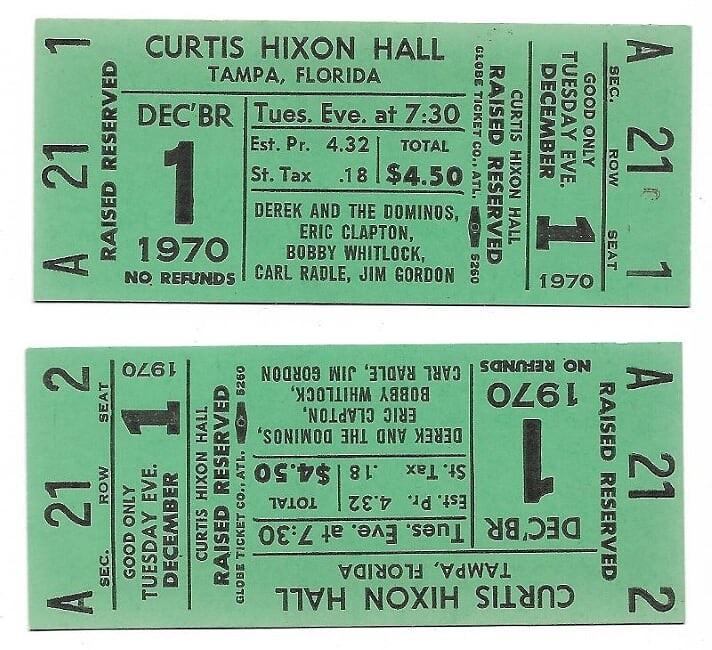 A 21 1
RAISED RESERVED
CURTIS HIXON HALL
TAMPA, FLORIDA
DEC'BR
1
1970
NO REFUNDS
Tues. Eve. at 7:30
Est. Pr. 4.32
St. Tax .18
TOTAL
$4.50
DEREK AND THE DOMINOS,
ERIC CLAPTON,
BOBBY WHITLOCK,
CARL RADLE, JIM GORDON
GLOBE TICKET CO., ATL. 5260
RAISED RESERVED
CURTIS HIXON HALL
GOOD ONLY
TUESDAY EVE.
DECEMBER
1
1970
SEC. ROW SEAT
A 21 1
A 21 2
SEC. ROW SEAT
GOOD ONLY
TUESDAY EVE.
DECEMBER
1
1970
CURTIS HIXON HALL
RAISED RESERVED
GLOBE TICKET CO., ATL. 5260
CURTIS HIXON HALL
TAMPA, FLORIDA
DEC'BR
1
1970
NO REFUNDS
Tues. Eve. at 7:30
Est. Pr. 4.32
St. Tax .18
TOTAL
$4.50
DEREK AND THE DOMINOS,
ERIC CLAPTON,
BOBBY WHITLOCK,
CARL RADLE, JIM GORDON
RAISED RESERVED
A 21 2